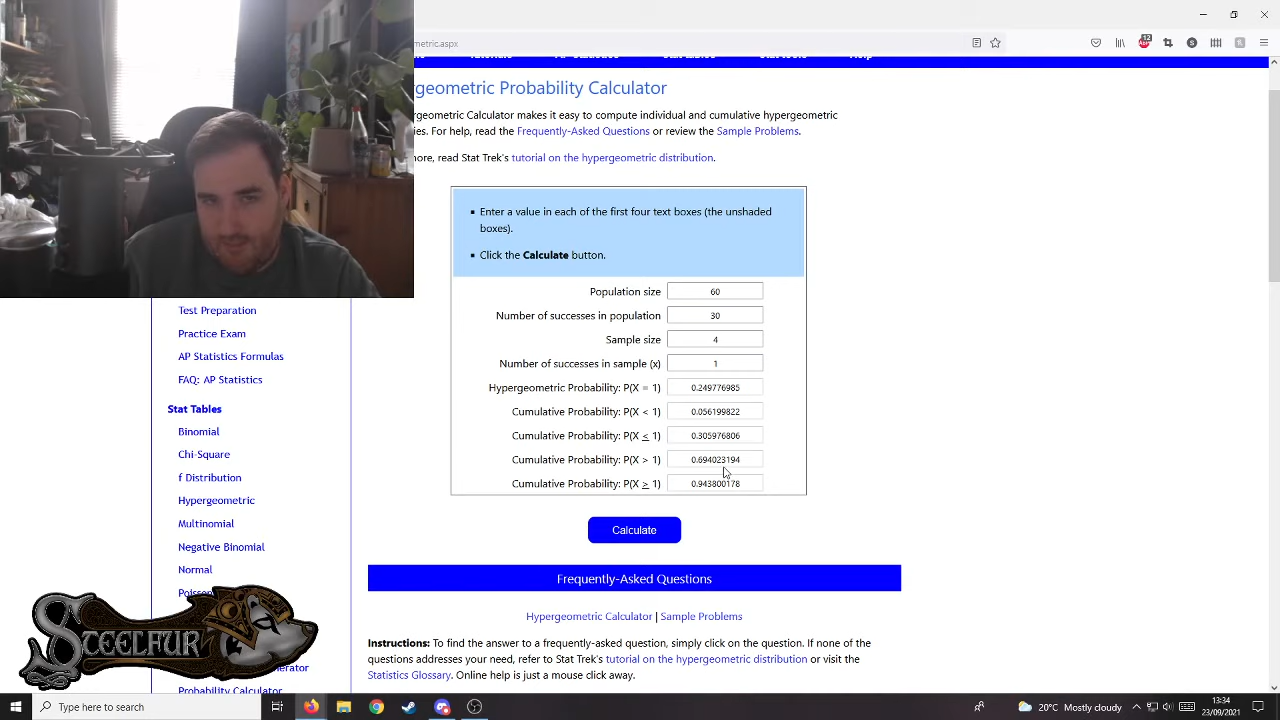 metric.aspx
12
Help
geometric Probability Calculator
geometric Calculator makes it easy to compute individual and cumulative hypergeometric
ies. For help read the Frequently-Asked Questions or review the Sample Problems.
ore, read Stat Trek's tutorial on the hypergeometric distribution.
▪ Enter a value in each of the first four text boxes (the unshaded
boxes).
▪ Click the Calculate button.
Population size 60
Number of successes in population 30
Sample size 4
Number of successes in sample (x) 1
Hypergeometric Probability: P(X = 1) 0.249776985
Cumulative Probability: P(X < 1) 0.056199822
Cumulative Probability: P(X ≤ 1) 0.305976806
Cumulative Probability: P(X > 1) 0.694023194
Cumulative Probability: P(X ≥ 1) 0.943800178
Calculate
Frequently-Asked Questions
Hypergeometric Calculator | Sample Problems
Instructions: To find the answer to a frequently-asked question, simply click on the question. If none of the
questions addresses your need, refer to Stat Trek's tutorial on the hypergeometric distribution or visit the
Statistics Glossary. Online help is just a mouse click away.
Test Preparation
Practice Exam
AP Statistics Formulas
FAQ: AP Statistics
Stat Tables
Binomial
Chi-Square
f Distribution
Hypergeometric
Multinomial
Negative Binomial
Normal
Poisson
nerator
Probability Calculator
STEELFUR
Type here to search
20°C Mostly cloudy
13:34
23/09/2021